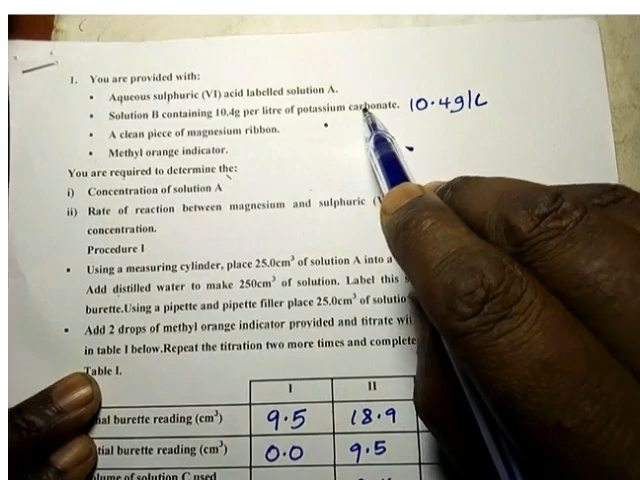 1. You are provided with:
▪ Aqueous sulphuric (VI) acid labelled solution A.
▪ Solution B containing 10.4g per litre of potassium carbonate. 10.4g/L
▪ A clean piece of magnesium ribbon.
▪ Methyl orange indicator.
You are required to determine the:
i) Concentration of solution A
ii) Rate of reaction between magnesium and sulphuric
concentration.
Procedure I
▪ Using a measuring cylinder, place 25.0cm³ of solution A into a
Add distilled water to make 250cm³ of solution. Label this
burette.Using a pipette and pipette filler place 25.0cm³ of
▪ Add 2 drops of methyl orange indicator provided and titrate
in table I below.Repeat the titration two more times and complete
Table I.
I II
burette reading (cm³) 9.5 18.9
burette reading (cm³) 0.0 9.5
of solution C used